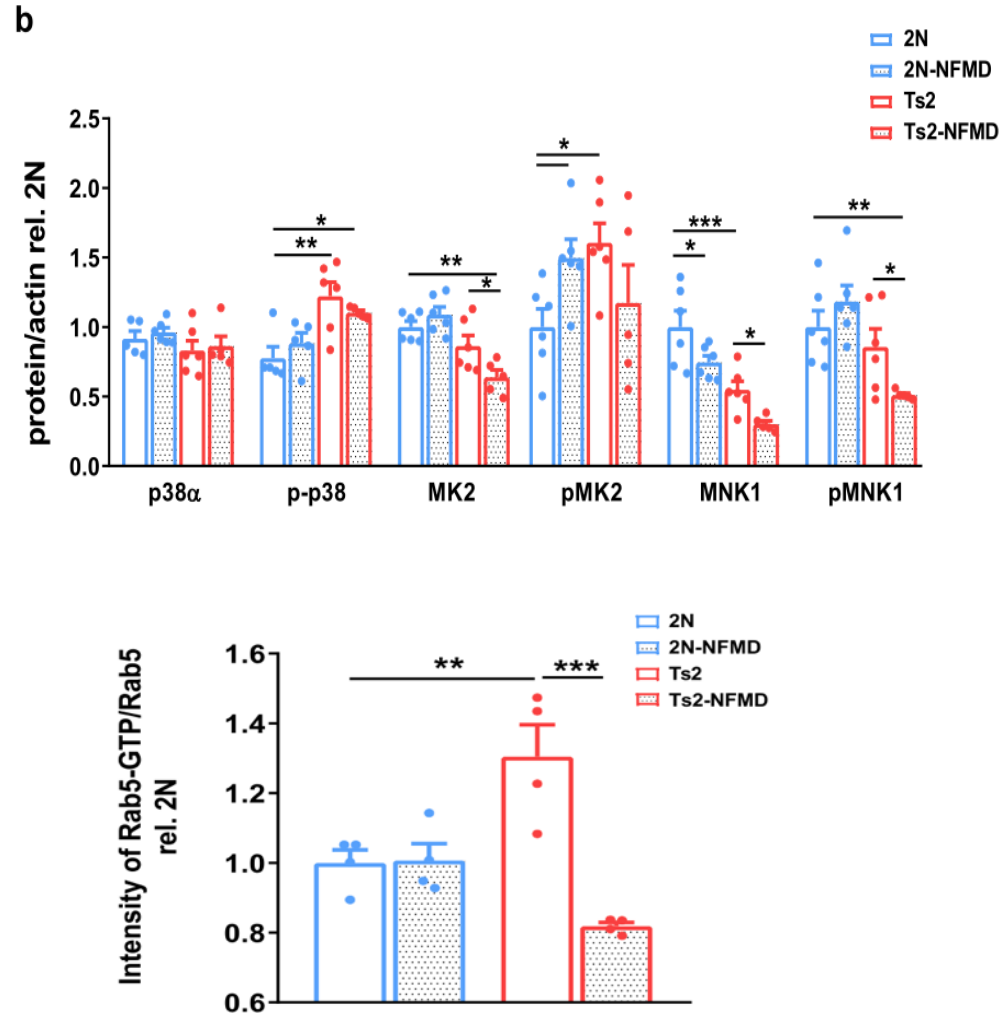 b
2N
2N-NFMD
Ts2
Ts2-NFMD
protein/actin rel. 2N
2.5
2.0
1.5
1.0
0.5
0.0
*
**
**
*
*
***
*
*
**
*
p38α
p-p38
MK2
pMK2
MNK1
pMNK1
2N
2N-NFMD
Ts2
Ts2-NFMD
Intensity of Rab5-GTP/Rab5
rel. 2N
1.6
1.4
1.2
1.0
0.8
0.6
**
***